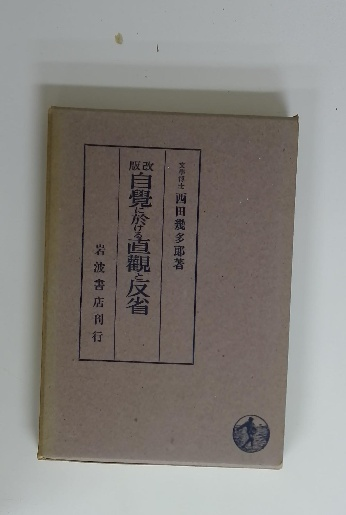 文學博士 西田幾多郎著
改版 自覺に於ける直觀と反省
岩波書店刊行